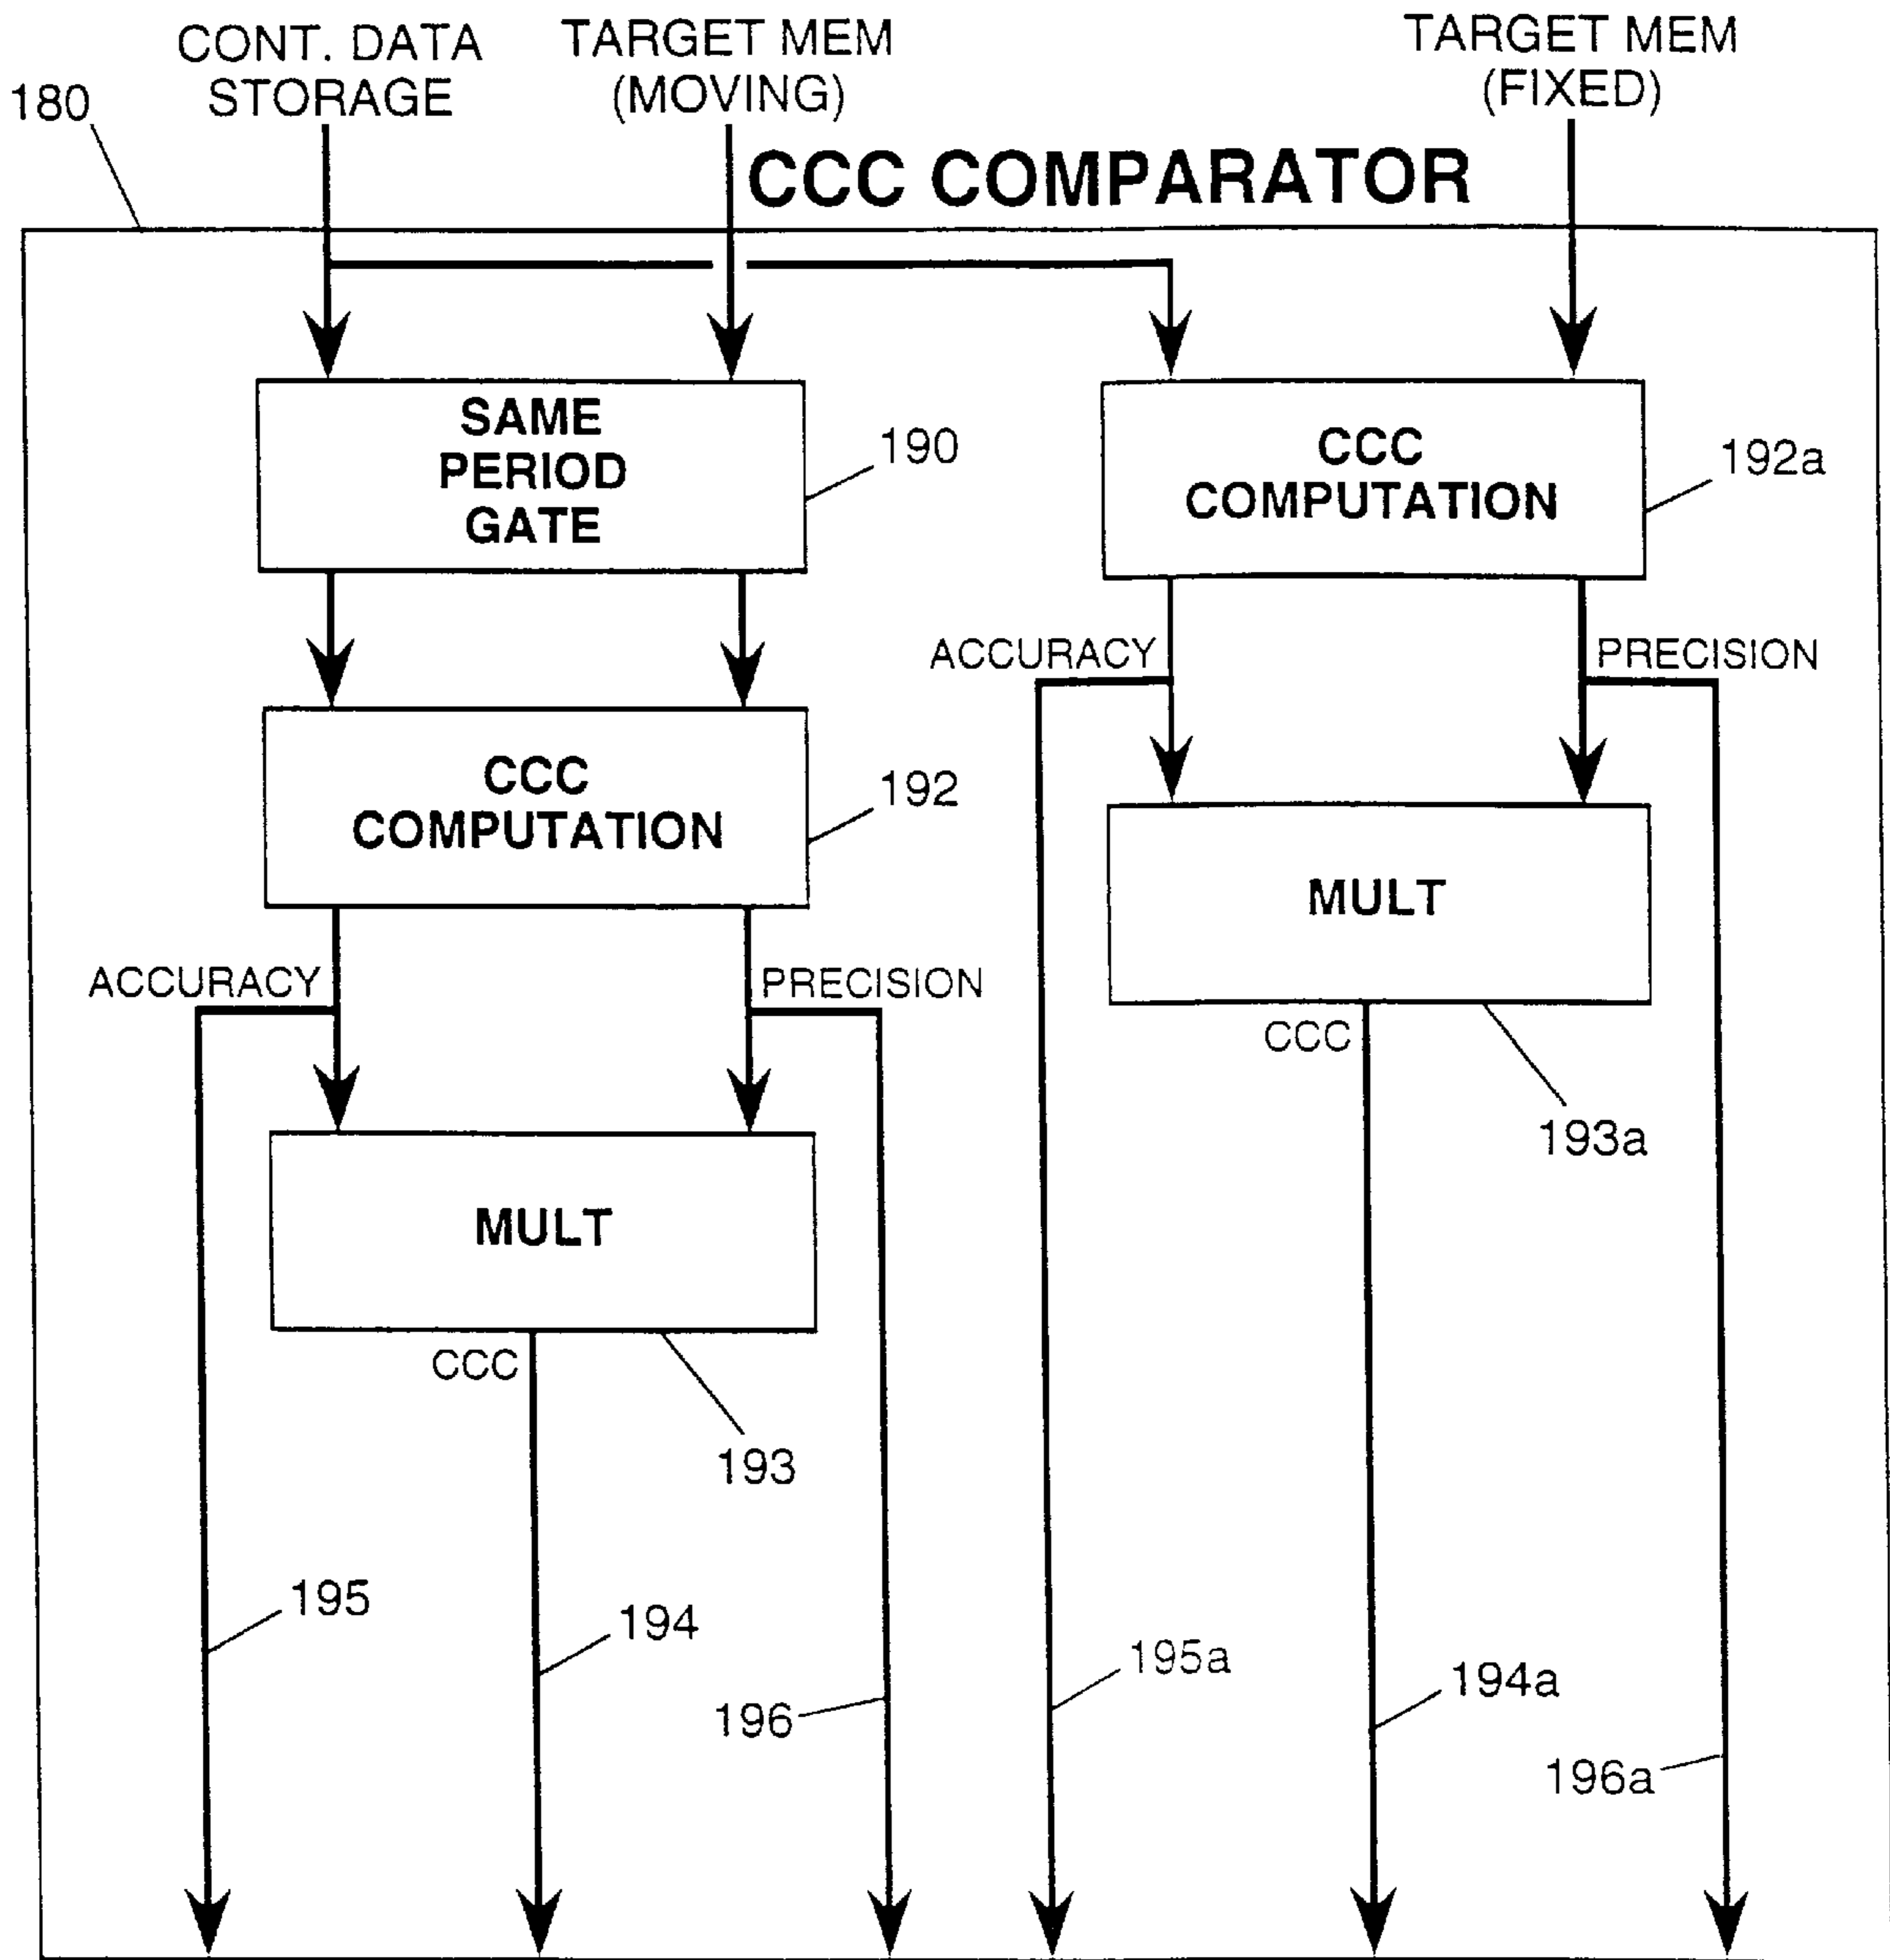 CONT. DATA
STORAGE
TARGET MEM
(MOVING)
TARGET MEM
(FIXED)
180
CCC COMPARATOR
SAME
PERIOD
GATE
190
CCC
COMPUTATION
192a
ACCURACY
PRECISION
CCC
COMPUTATION
192
MULT
ACCURACY
PRECISION
CCC
193a
MULT
CCC
193
195
194
196
195a
194a
196a